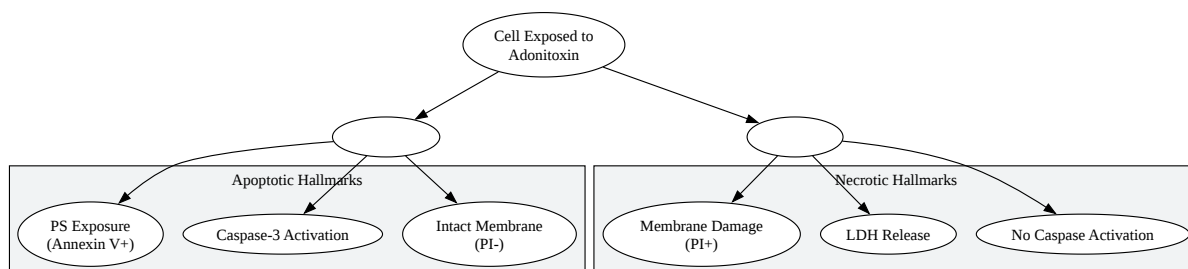 Cell Exposed to
Adonitoxin
Apoptotic Hallmarks
Necrotic Hallmarks
PS Exposure
(Annexin V+)
Caspase-3 Activation
Intact Membrane
(PI-)
Membrane Damage
(PI+)
LDH Release
No Caspase Activation